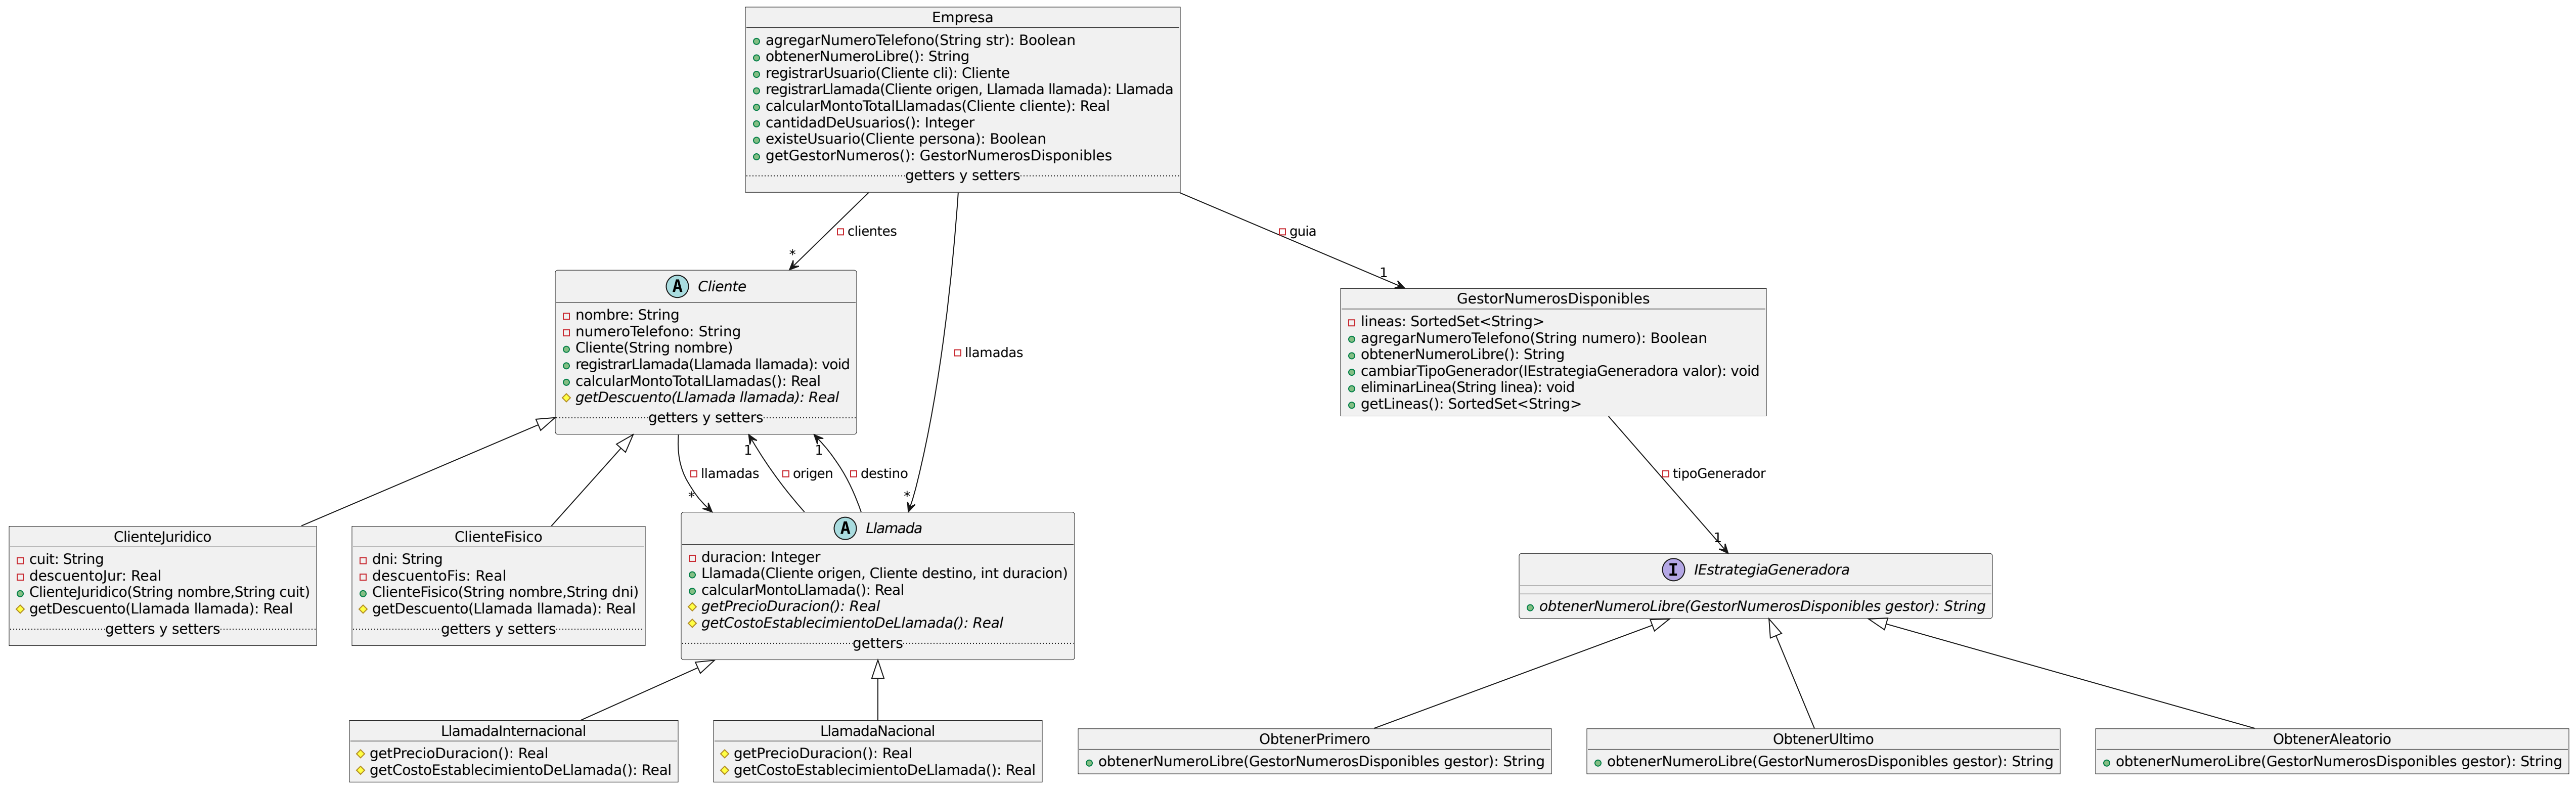 Empresa
agregarNumeroTelefono(String str): Boolean
obtenerNumeroLibre(): String
registrarUsuario(Cliente cli): Cliente
registrarLlamada(Cliente origen, Llamada llamada): Llamada
calcularMontoTotalLlamadas(Cliente cliente): Real
cantidadDeUsuarios(): Integer
existeUsuario(Cliente persona): Boolean
getGestorNumeros(): GestorNumerosDisponibles
getters y setters
clientes
*
llamadas
*
guia
1
A Cliente
nombre: String
numeroTelefono: String
Cliente(String nombre)
registrarLlamada(Llamada llamada): void
calcularMontoTotalLlamadas(): Real
getDescuento(Llamada llamada): Real
getters y setters
GestorNumerosDisponibles
lineas: SortedSet<String>
agregarNumeroTelefono(String numero): Boolean
obtenerNumeroLibre(): String
cambiarTipoGenerador(IEstrategiaGeneradora valor): void
eliminarLinea(String linea): void
getLineas(): SortedSet<String>
llamadas
*
1
origen
1
destino
tipoGenerador
1
ClienteJuridico
cuit: String
descuentoJur: Real
ClienteJuridico(String nombre,String cuit)
getDescuento(Llamada llamada): Real
getters y setters
ClienteFisico
dni: String
descuentoFis: Real
ClienteFisico(String nombre,String dni)
getDescuento(Llamada llamada): Real
getters y setters
A Llamada
duracion: Integer
Llamada(Cliente origen, Cliente destino, int duracion)
calcularMontoLlamada(): Real
getPrecioDuracion(): Real
getCostoEstablecimientoDeLlamada(): Real
getters
I IEstrategiaGeneradora
obtenerNumeroLibre(GestorNumerosDisponibles gestor): String
LlamadaInternacional
getPrecioDuracion(): Real
getCostoEstablecimientoDeLlamada(): Real
LlamadaNacional
getPrecioDuracion(): Real
getCostoEstablecimientoDeLlamada(): Real
ObtenerPrimero
obtenerNumeroLibre(GestorNumerosDisponibles gestor): String
ObtenerUltimo
obtenerNumeroLibre(GestorNumerosDisponibles gestor): String
ObtenerAleatorio
obtenerNumeroLibre(GestorNumerosDisponibles gestor): String